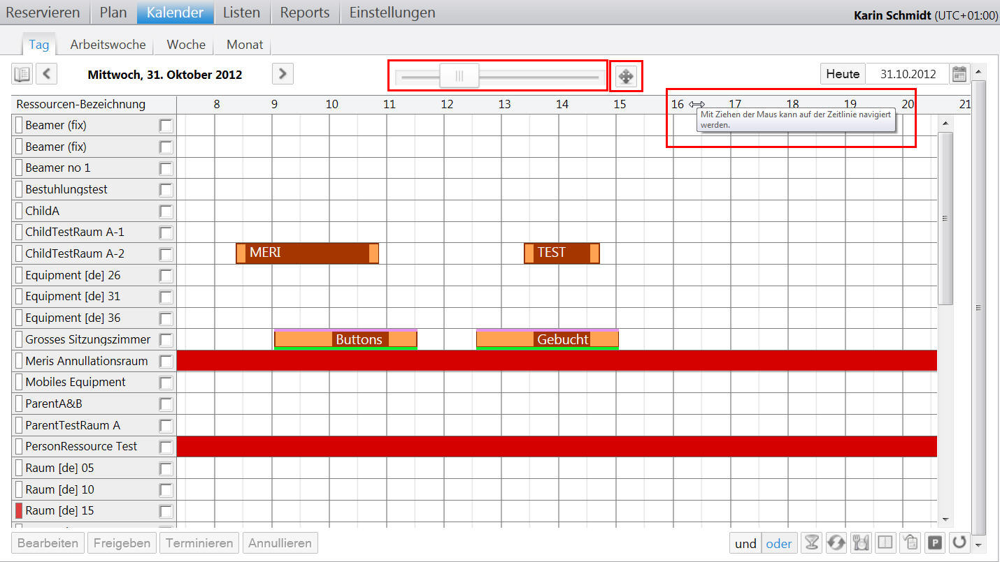 Reservieren Plan Kalender Listen Reports Einstellungen
Karin Schmidt (UTC+01:00)
Tag Arbeitswoche Woche Monat
Mittwoch, 31. Oktober 2012
Heute 31.10.2012
Ressourcen-Bezeichnung 8 9 10 11 12 13 14 15 16 17 18 19 20 21
Mit Ziehen der Maus kann auf der Zeitlinie navigiert
werden.
Beamer (fix)
Beamer (fix)
Beamer no 1
Bestuhlungstest
ChildA
ChildTestRaum A-1
ChildTestRaum A-2 MERI TEST
Equipment [de] 26
Equipment [de] 31
Equipment [de] 36
Grosses Sitzungszimmer Buttons Gebucht
Meris Annullationsraum
Mobiles Equipment
ParentA&B
ParentTestRaum A
PersonRessource Test
Raum [de] 05
Raum [de] 10
Raum [de] 15
Bearbeiten Freigeben Terminieren Annullieren und oder P